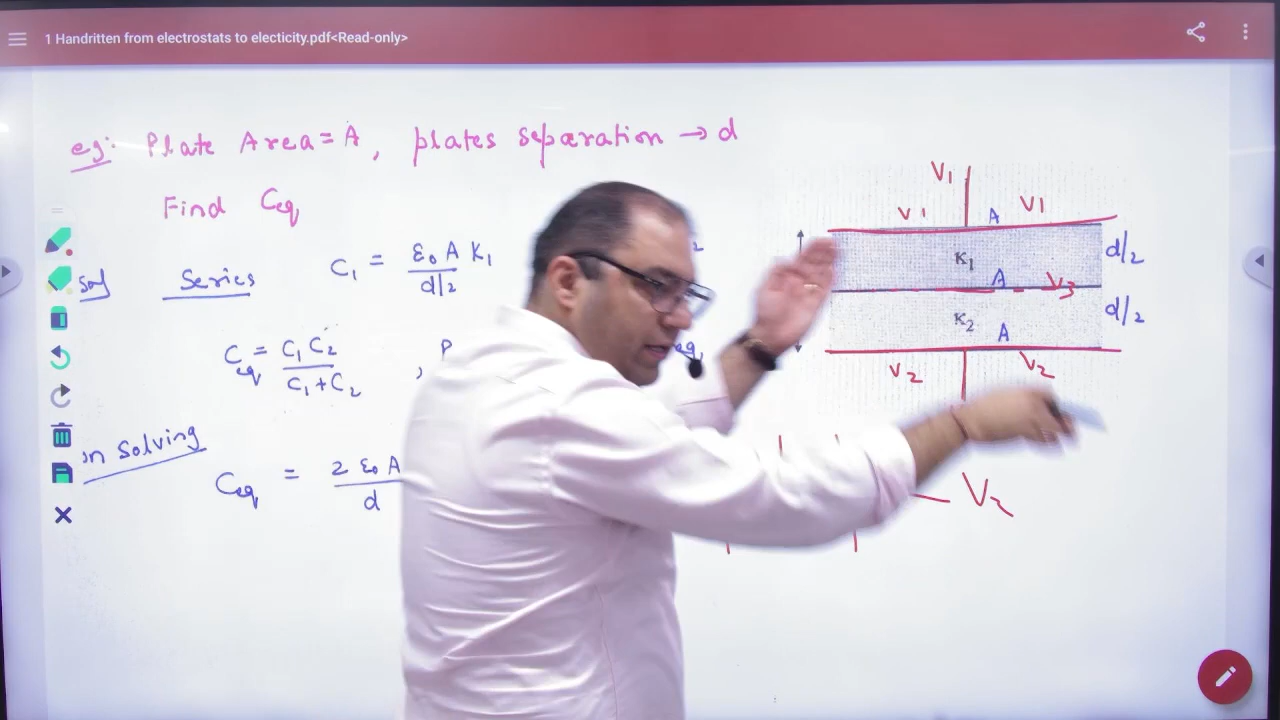 1 Handritten from electrostats to electicity.pdf<Read-only>
eg: Plate Area = A, plates separation → d
Find Ceq
Sol Series C₁ = ε₀ A K₁ / d/2
Ceq = C₁ C₂ / C₁ + C₂ ,
in Solving
Ceq = 2 ε₀ A / d
V₁
V₁ A V₁
K₁ d/2
A V₃
K₂ A d/2
V₂ V₂
V₂